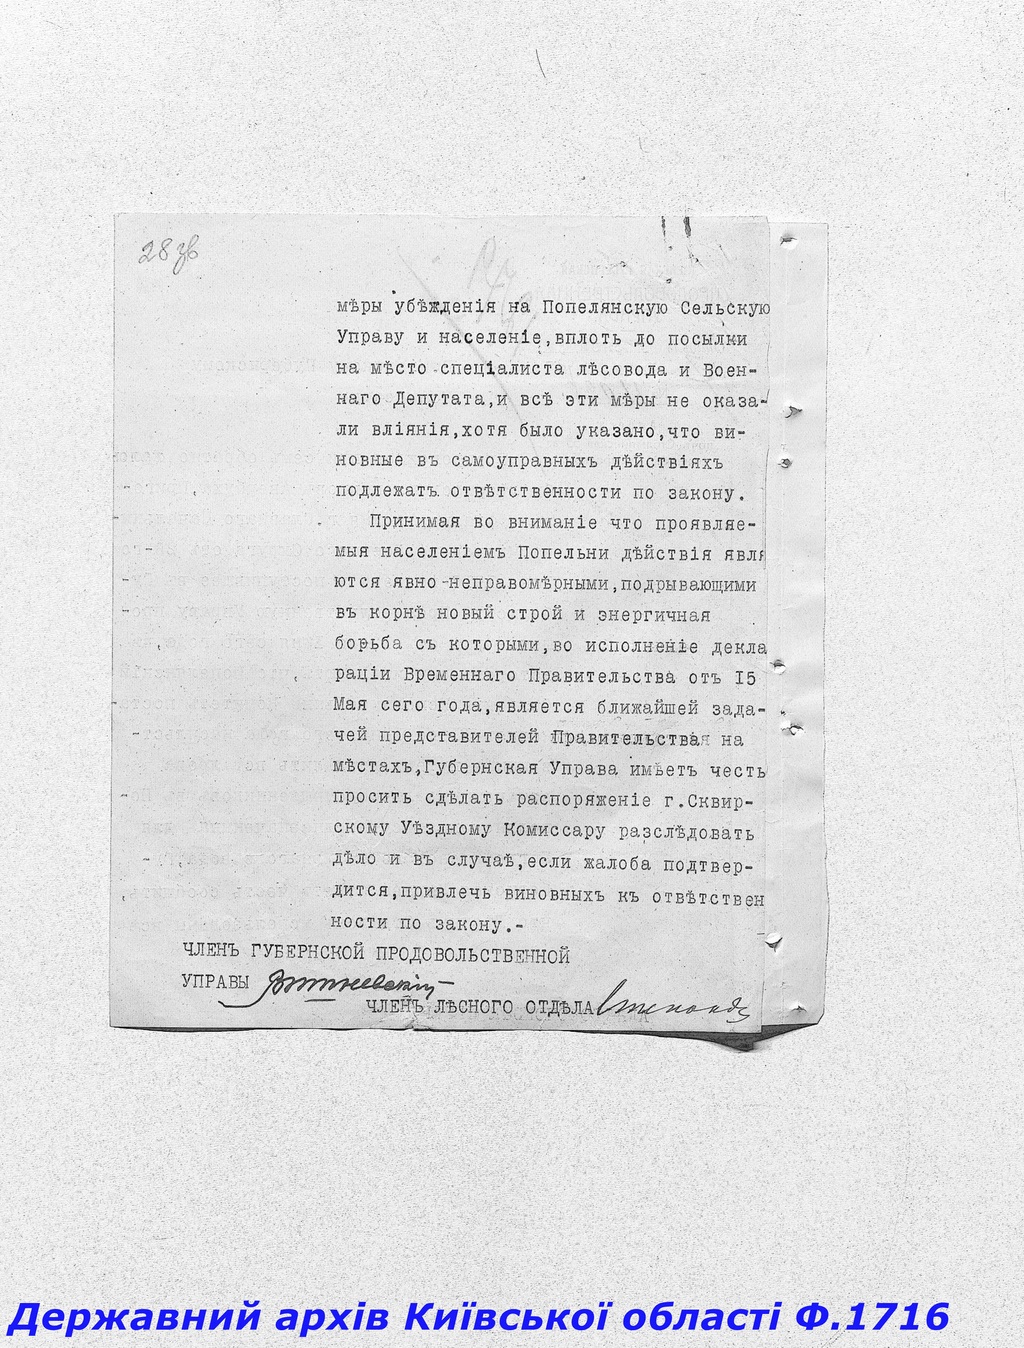 28 зв
мѣры убѣжденія на Попелянскую Сельскую
Управу и населеніе,вплоть до посылки
на мѣсто спеціалиста лѣсовода и Воен-
наго Депутата,и всѣ эти мѣры не оказа-
ли вліянія,хотя было указано,что ви-
новные въ самоуправныхъ дѣйствіяхъ
подлежатъ отвѣтственности по закону.
Принимая во вниманіе что проявляе-
мыя населеніемъ Попельни дѣйствія явля
ются явно-неправомѣрными,подрывающими
въ корнѣ новый строй и энергичная
борьба съ которыми,во исполненіе декла
раціи Временнаго Правительства отъ I5
Мая сего года,является ближайшей зада-
чей представителей Правительствая на
мѣстахъ,Губернская Управа имѣетъ честь
просить сдѣлать распоряженіе г.Сквир-
скому Уѣздному Комиссару разслѣдовать
дѣло и въ случаѣ,если жалоба подтвер-
дится,привлечь виновныхъ къ отвѣтствен
ности по закону.-
ЧЛЕНЪ ГУБЕРНСКОЙ ПРОДОВОЛЬСТВЕННОЙ
УПРАВЫ
ЧЛЕНЪ ЛѢСНОГО ОТДѢЛА
Державний архів Київської області Ф.1716